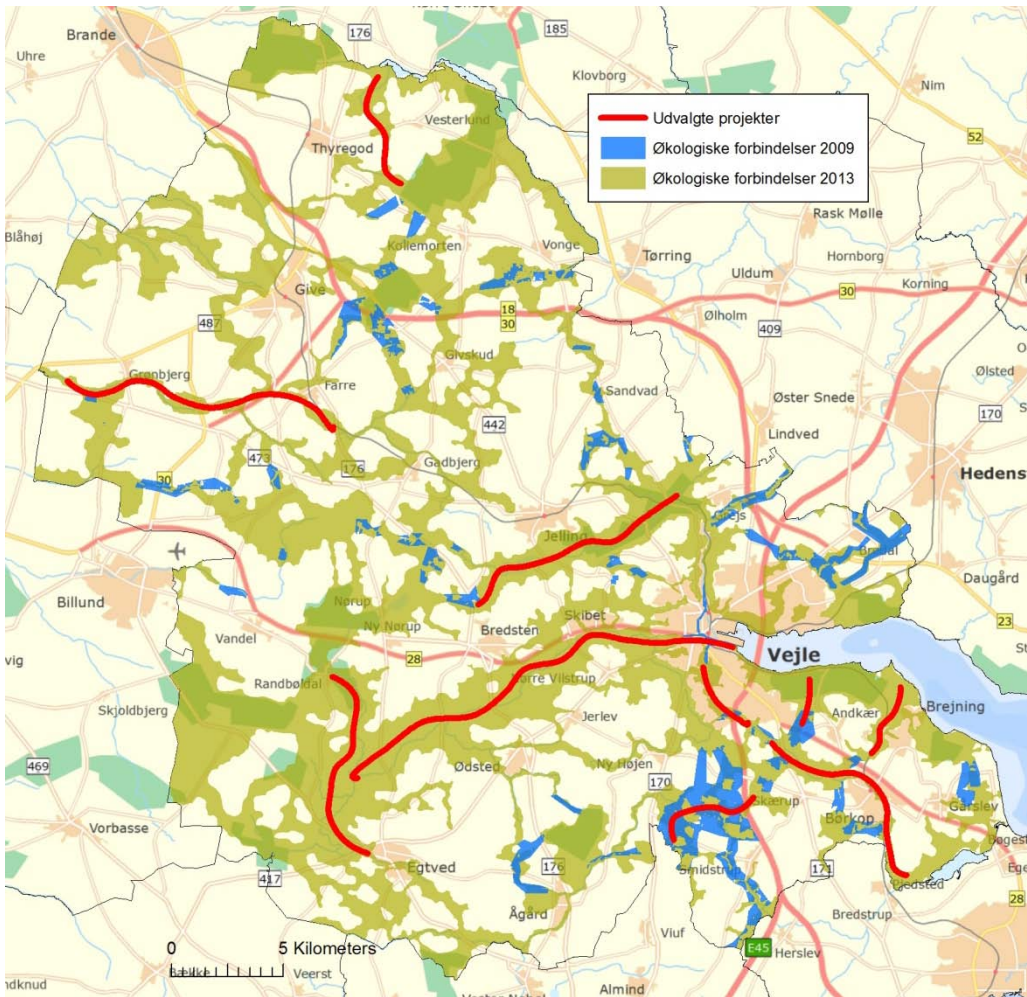 176
185
Brande
Uhre
Klovborg
Nim
Udvalgte projekter
Økologiske forbindelser 2009
Økologiske forbindelser 2013
Vesterlund
Thyregod
52
Rask Mølle
Blåhøj
Kollemorten
Vonge
Tørring
Hornborg
Uldum
Korning
Give
18
30
30
Ølholm
409
487
Givskud
Ølsted
Grønbjerg
Farre
Sandvad
Øster Snede
170
442
Lindved
473
176
Gadbjerg
30
Hedens
Jelling
Billund
Nørup
Ny Nørup
Skibet
Bredsten
Daugård
23
Vandel
28
Vejle
Randbøldal
Nørre Vilstrup
Skjoldbjerg
Jerlev
Andkær
Brejning
469
Ødsted
Ny Højen
170
Skærup
Gårslev
Vorbasse
Børkop
Egtved
176
Smidstrup
171
417
Pjedsted
28
Ågård
Bredstrup
Viuf
0
5 Kilometers
E45
Herslev
Bække
Veerst
Almind